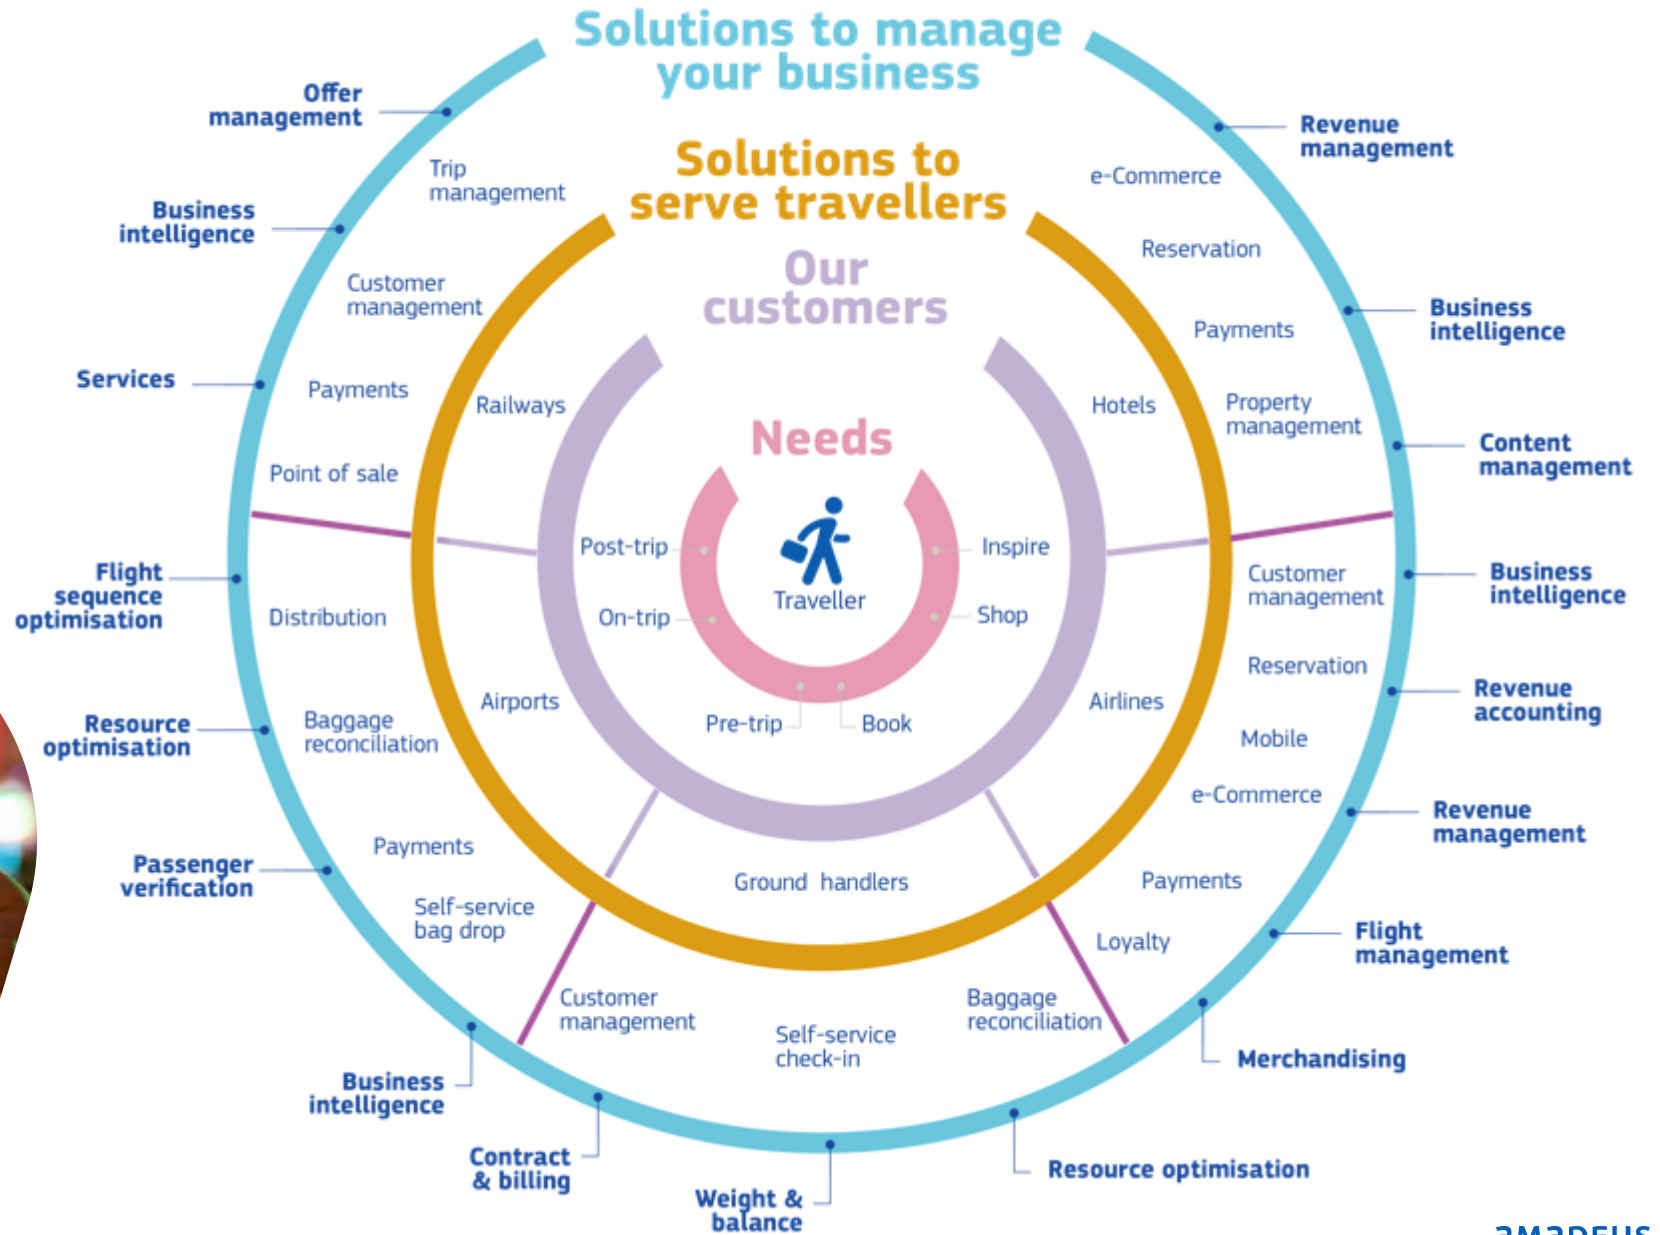 Solutions to manage
your business
Solutions to
serve travellers
Our
customers
Needs
Traveller
Inspire
Shop
Book
Pre-trip
On-trip
Post-trip
Hotels
Airlines
Ground handlers
Airports
Railways
e-Commerce
Reservation
Payments
Property
management
Customer
management
Reservation
Mobile
e-Commerce
Payments
Loyalty
Baggage
reconciliation
Self-service
check-in
Customer
management
Self-service
bag drop
Payments
Baggage
reconciliation
Distribution
Point of sale
Payments
Customer
management
Trip
management
Revenue
management
Business
intelligence
Content
management
Business
intelligence
Revenue
accounting
Revenue
management
Flight
management
Merchandising
Resource optimisation
Weight &
balance
Contract
& billing
Business
intelligence
Passenger
verification
Resource
optimisation
Flight
sequence
optimisation
Services
Business
intelligence
Offer
management
amadeus